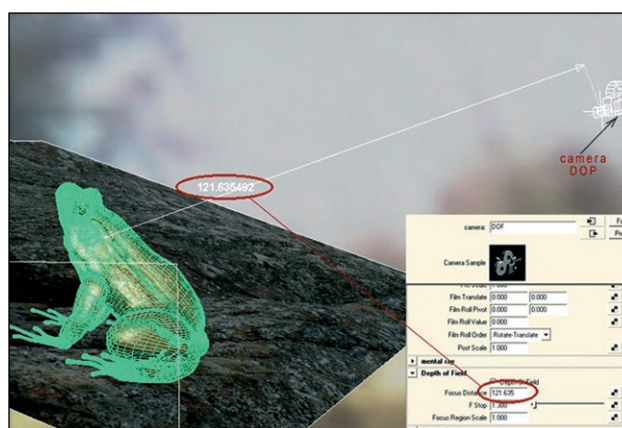 camera
DOP
121.635492
camera: DOF
Camera Sample
Film Translate 0.000 0.000
Film Roll Pivot 0.000 0.000
Film Roll Value 0.000
Film Roll Order Rotate-Translate
Post Scale 1.000
mental ray
Depth of Field
Depth of Field
Focus Distance 121.635
F Stop 1.300
Focus Region Scale 1.000